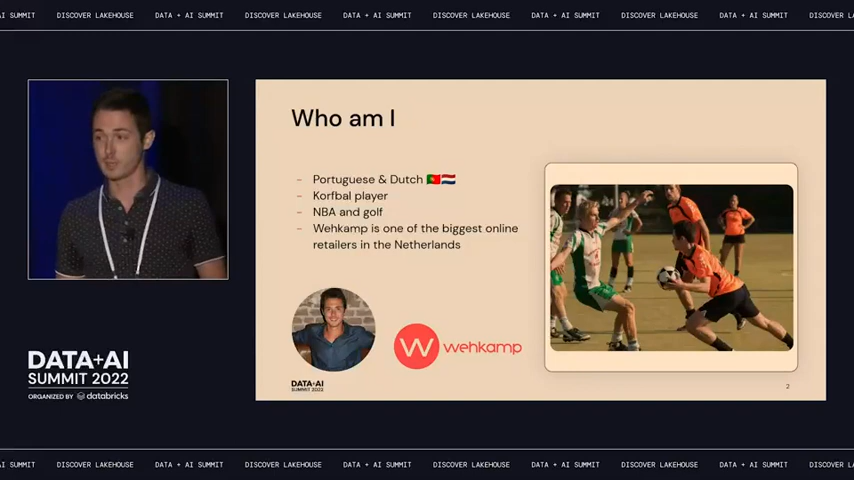 AI SUMMIT DISCOVER LAKEHOUSE DATA + AI SUMMIT DISCOVER LAKEHOUSE DATA + AI SUMMIT DISCOVER LAKEHOUSE DATA + AI SUMMIT DISCOVER LAKEHOUSE DATA + AI SUMMIT DISCOVER LA
Who am I
- Portuguese & Dutch 🇵🇹🇳🇱
- Korfbal player
- NBA and golf
- Wehkamp is one of the biggest online
retailers in the Netherlands
W wehkamp
DATA+AI
SUMMIT 2022
2
DATA+AI
SUMMIT 2022
ORGANIZED BY databricks
AI SUMMIT DISCOVER LAKEHOUSE DATA + AI SUMMIT DISCOVER LAKEHOUSE DATA + AI SUMMIT DISCOVER LAKEHOUSE DATA + AI SUMMIT DISCOVER LAKEHOUSE DATA + AI SUMMIT DISCOVER LA